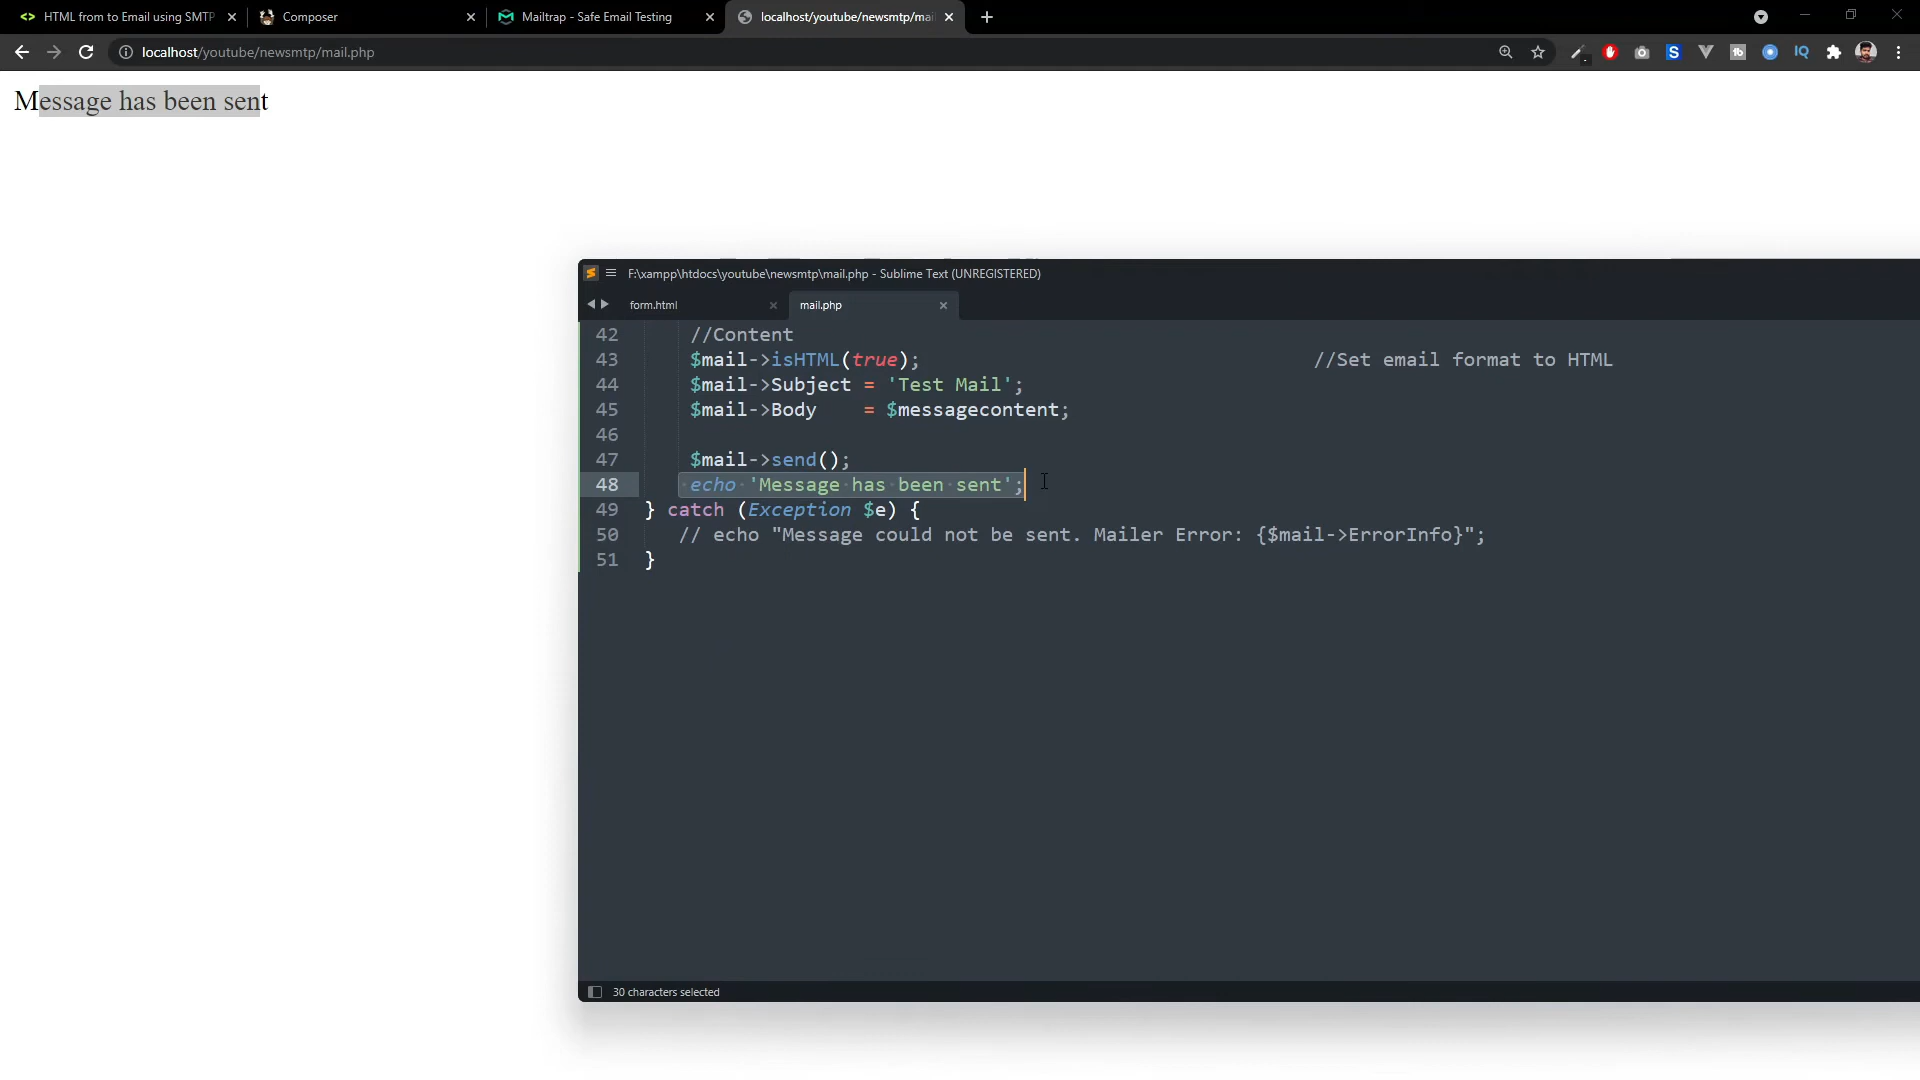 HTML from to Email using SMTP
Composer
Mailtrap - Safe Email Testing
localhost/youtube/newsmtp/mai
localhost/youtube/newsmtp/mail.php
S
tb
IQ
Message has been sent
F:\xampp\htdocs\youtube\newsmtp\mail.php - Sublime Text (UNREGISTERED)
form.html
mail.php
42 //Content
43 $mail->isHTML(true); //Set email format to HTML
44 $mail->Subject = 'Test Mail';
45 $mail->Body = $messagecontent;
46
47 $mail->send();
48 echo 'Message has been sent';
49 } catch (Exception $e) {
50 // echo "Message could not be sent. Mailer Error: {$mail->ErrorInfo}";
51 }
30 characters selected